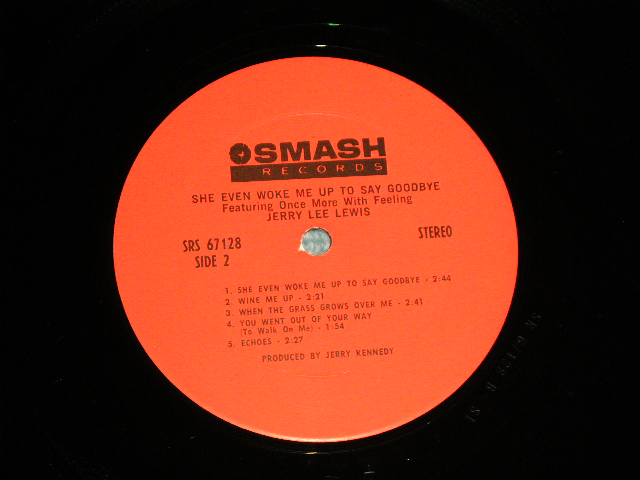 SMASH
RECORDS
SHE EVEN WOKE ME UP TO SAY GOODBYE
Featuring Once More With Feeling
JERRY LEE LEWIS
SRS 67128
SIDE 2
STEREO
1. SHE EVEN WOKE ME UP TO SAY GOODBYE - 2:44
2. WINE ME UP - 2:21
3. WHEN THE GRASS GROWS OVER ME - 2:41
4. YOU WENT OUT OF YOUR WAY
(To Walk On Me) - 1:54
5. ECHOES - 2:27
PRODUCED BY JERRY KENNEDY